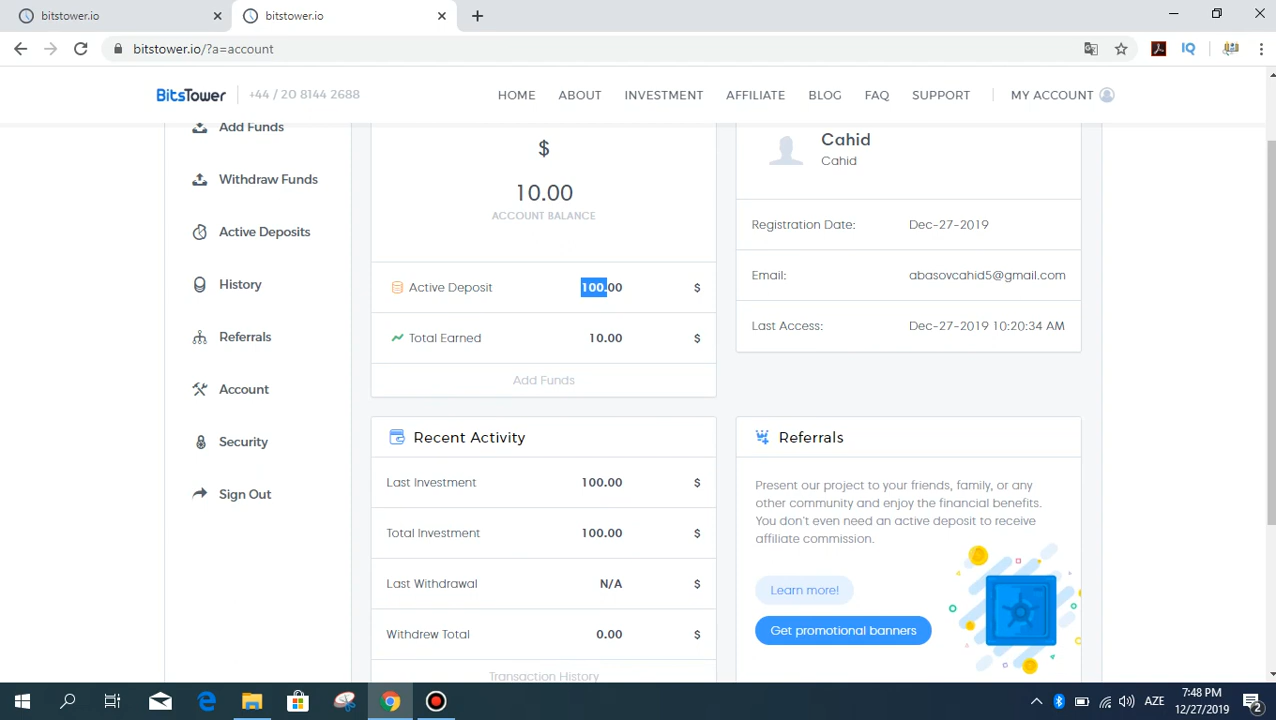 bitstower.io
bitstower.io
bitstower.io/?a=account
IQ
BitsTower
+44 / 20 8144 2688
HOME
ABOUT
INVESTMENT
AFFILIATE
BLOG
FAQ
SUPPORT
MY ACCOUNT
Add Funds
Withdraw Funds
Active Deposits
History
Referrals
Account
Security
Sign Out
$
10.00
ACCOUNT BALANCE
Active Deposit 100.00 $
Total Earned 10.00 $
Add Funds
Cahid
Cahid
Registration Date: Dec-27-2019
Email: abasovcahid5@gmail.com
Last Access: Dec-27-2019 10:20:34 AM
Recent Activity
Last Investment 100.00 $
Total Investment 100.00 $
Last Withdrawal N/A $
Withdrew Total 0.00 $
Transaction History
Referrals
Present our project to your friends, family, or any
other community and enjoy the financial benefits.
You don't even need an active deposit to receive
affiliate commission.
Learn more!
Get promotional banners
AZE
7:48 PM
12/27/2019
2